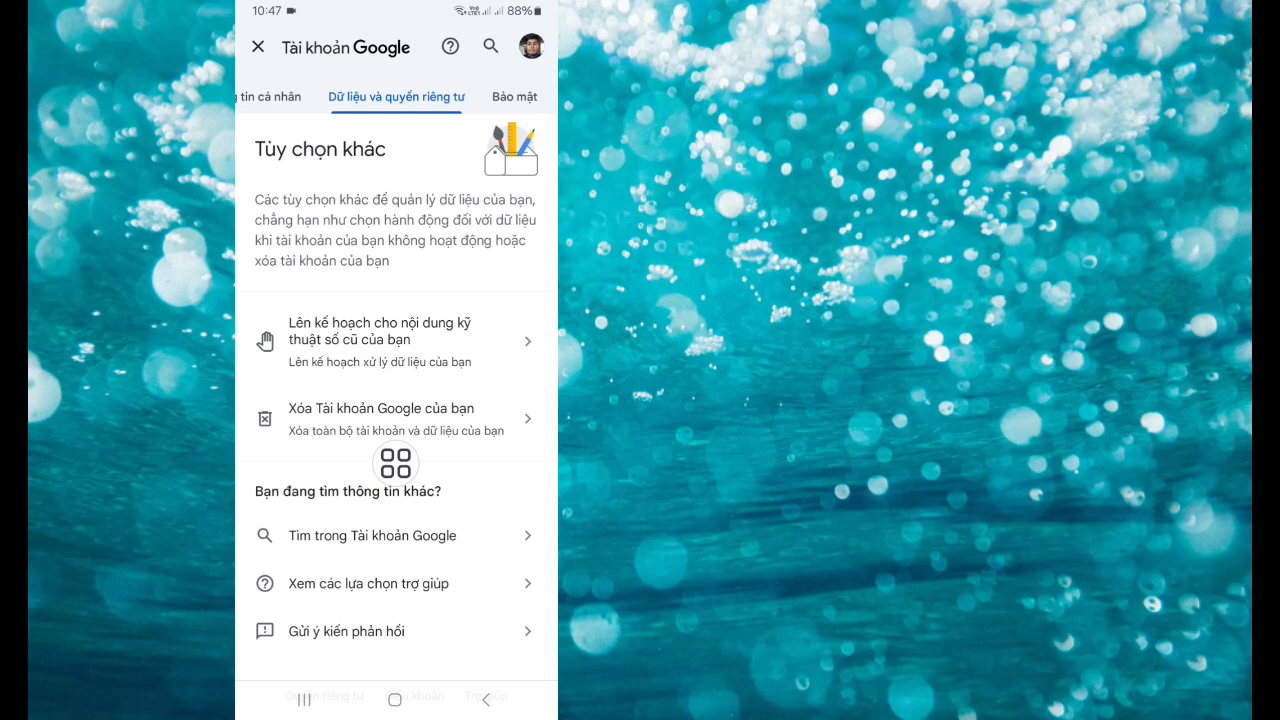 10:47
88%
Tài khoản Google
tin cá nhân
Dữ liệu và quyền riêng tư
Bảo mật
Tùy chọn khác
Các tùy chọn khác để quản lý dữ liệu của bạn,
chẳng hạn như chọn hành động đối với dữ liệu
khi tài khoản của bạn không hoạt động hoặc
xóa tài khoản của bạn
Lên kế hoạch cho nội dung kỹ
thuật số cũ của bạn
Lên kế hoạch xử lý dữ liệu của bạn
Xóa Tài khoản Google của bạn
Xóa toàn bộ tài khoản và dữ liệu của bạn
Bạn đang tìm thông tin khác?
Tìm trong Tài khoản Google
Xem các lựa chọn trợ giúp
Gửi ý kiến phản hồi
riêng tư
khoản